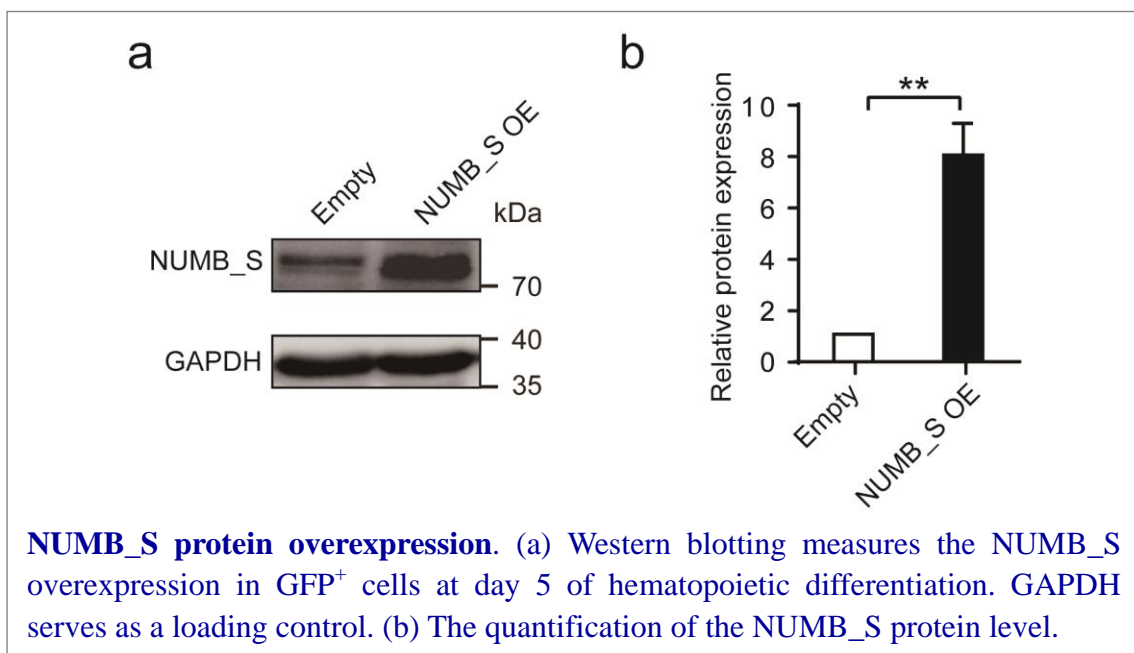 a
b
Empty
NUMB_S OE
kDa
NUMB_S
70
GAPDH
40
35
**
Relative protein expression
10
8
6
4
2
0
Empty
NUMB_S OE
NUMB_S protein overexpression. (a) Western blotting measures the NUMB_S
overexpression in GFP+ cells at day 5 of hematopoietic differentiation. GAPDH
serves as a loading control. (b) The quantification of the NUMB_S protein level.